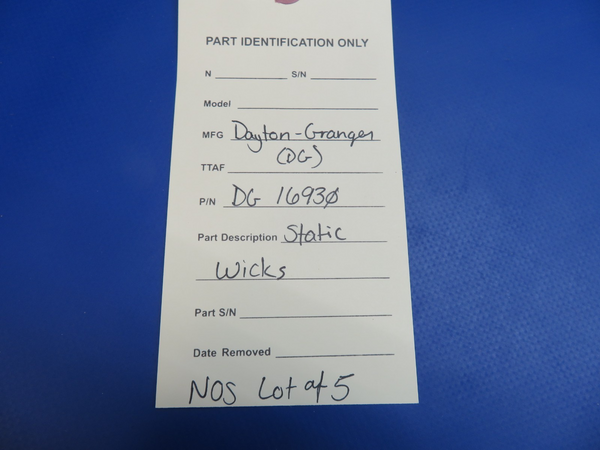 PART IDENTIFICATION ONLY
N S/N
Model
MFG Dayton-Granger
(DG)
TTAF
P/N DG 16930
Part Description Static
Wicks
Part S/N
Date Removed
NOS Lot of 5